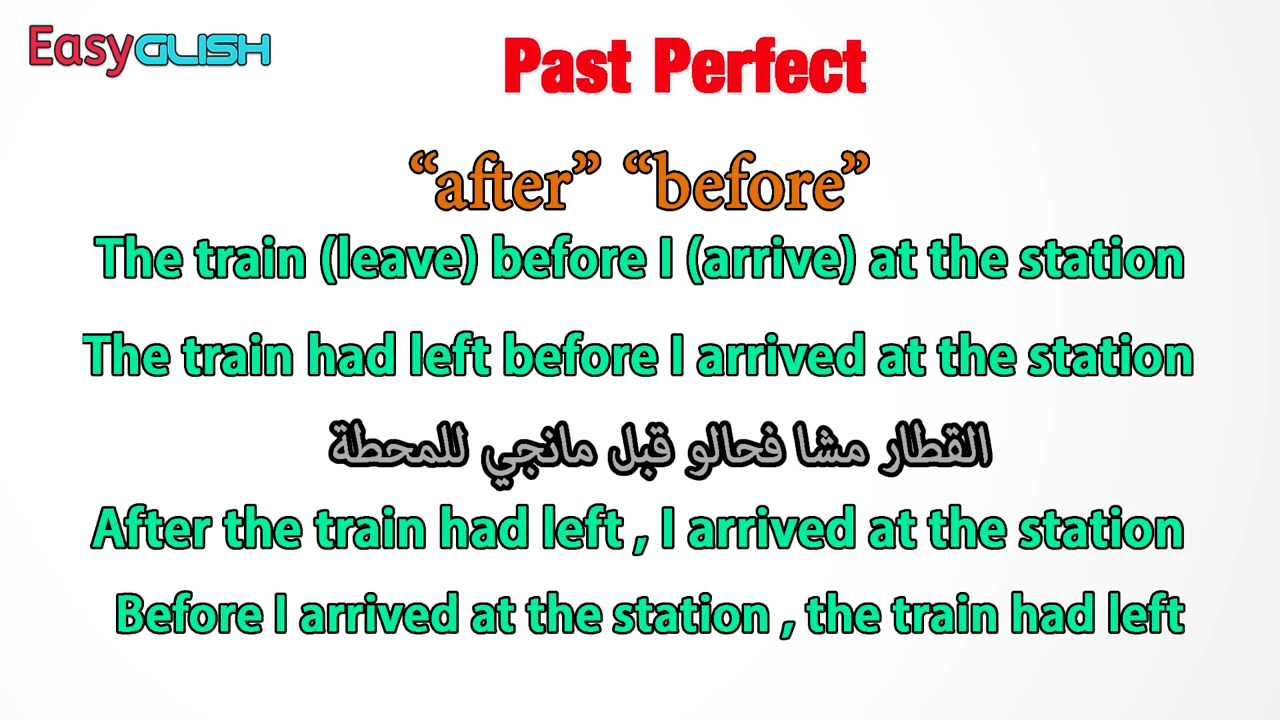 EasyGLISH
Past Perfect
“after” “before”
The train (leave) before I (arrive) at the station
The train had left before I arrived at the station
القطار مشا فحالو قبل مانجي للمحطة
After the train had left , I arrived at the station
Before I arrived at the station , the train had left